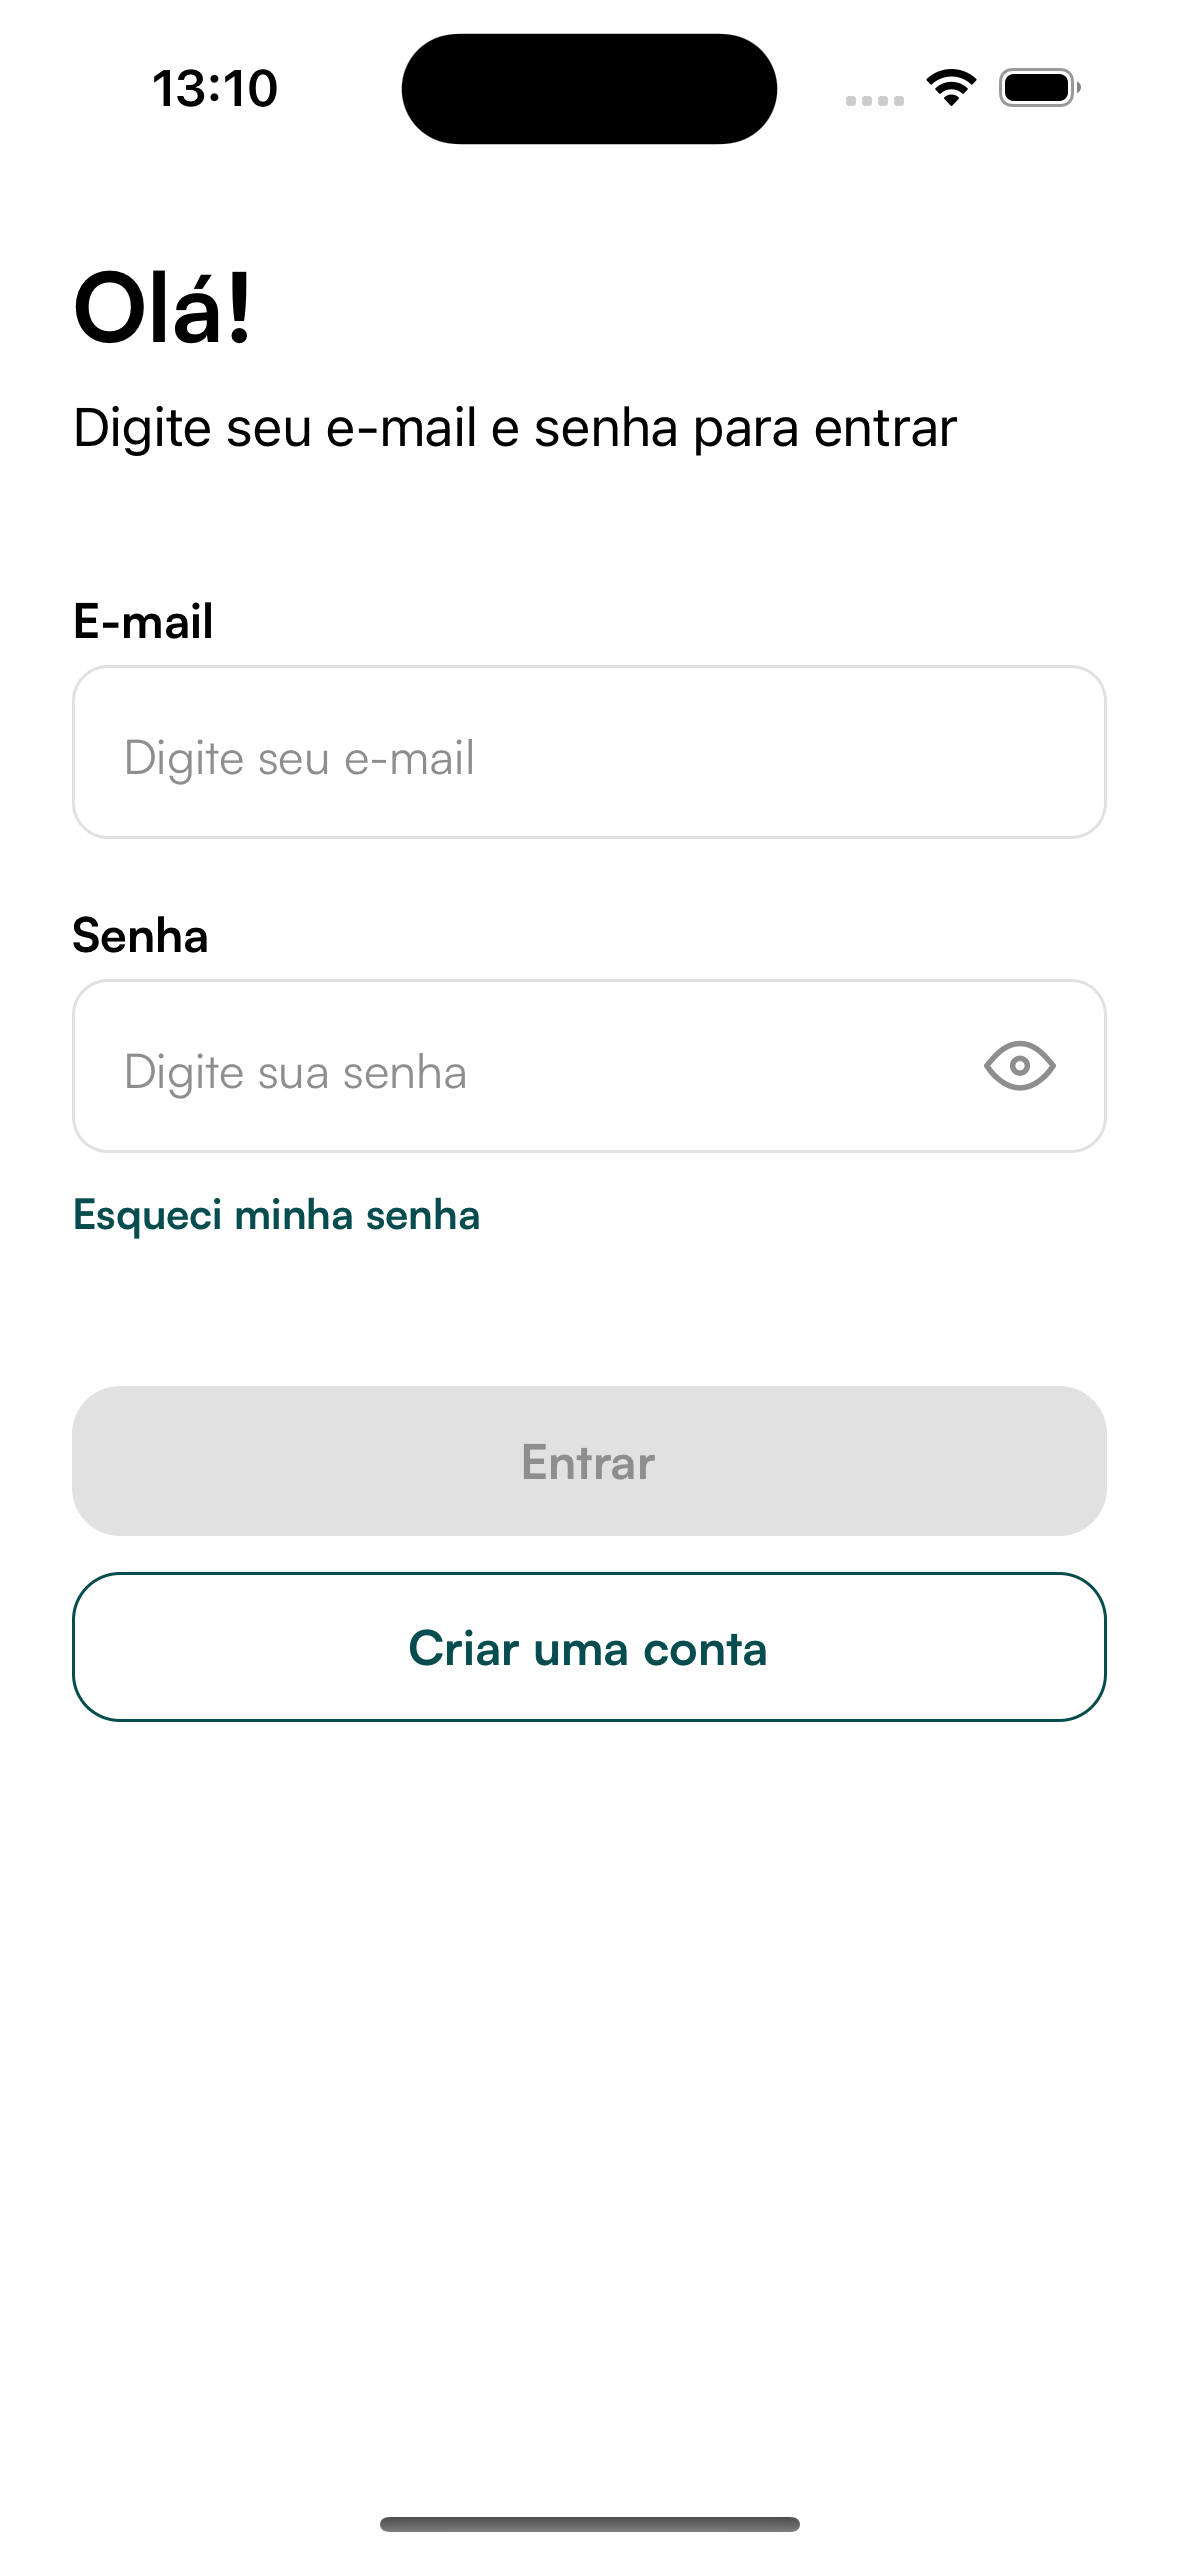 13:10
Olá!
Digite seu e-mail e senha para entrar
E-mail
Digite seu e-mail
Senha
Digite sua senha
Esqueci minha senha
Entrar
Criar uma conta